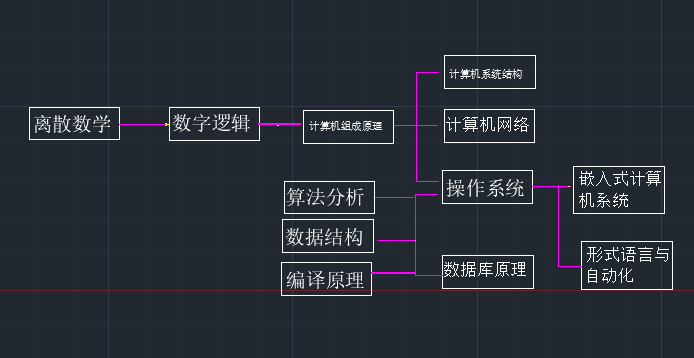 计算机系统结构
离散数学
数字逻辑
计算机组成原理
计算机网络
算法分析
操作系统
嵌入式计算
机系统
数据结构
编译原理
数据库原理
形式语言与
自动化